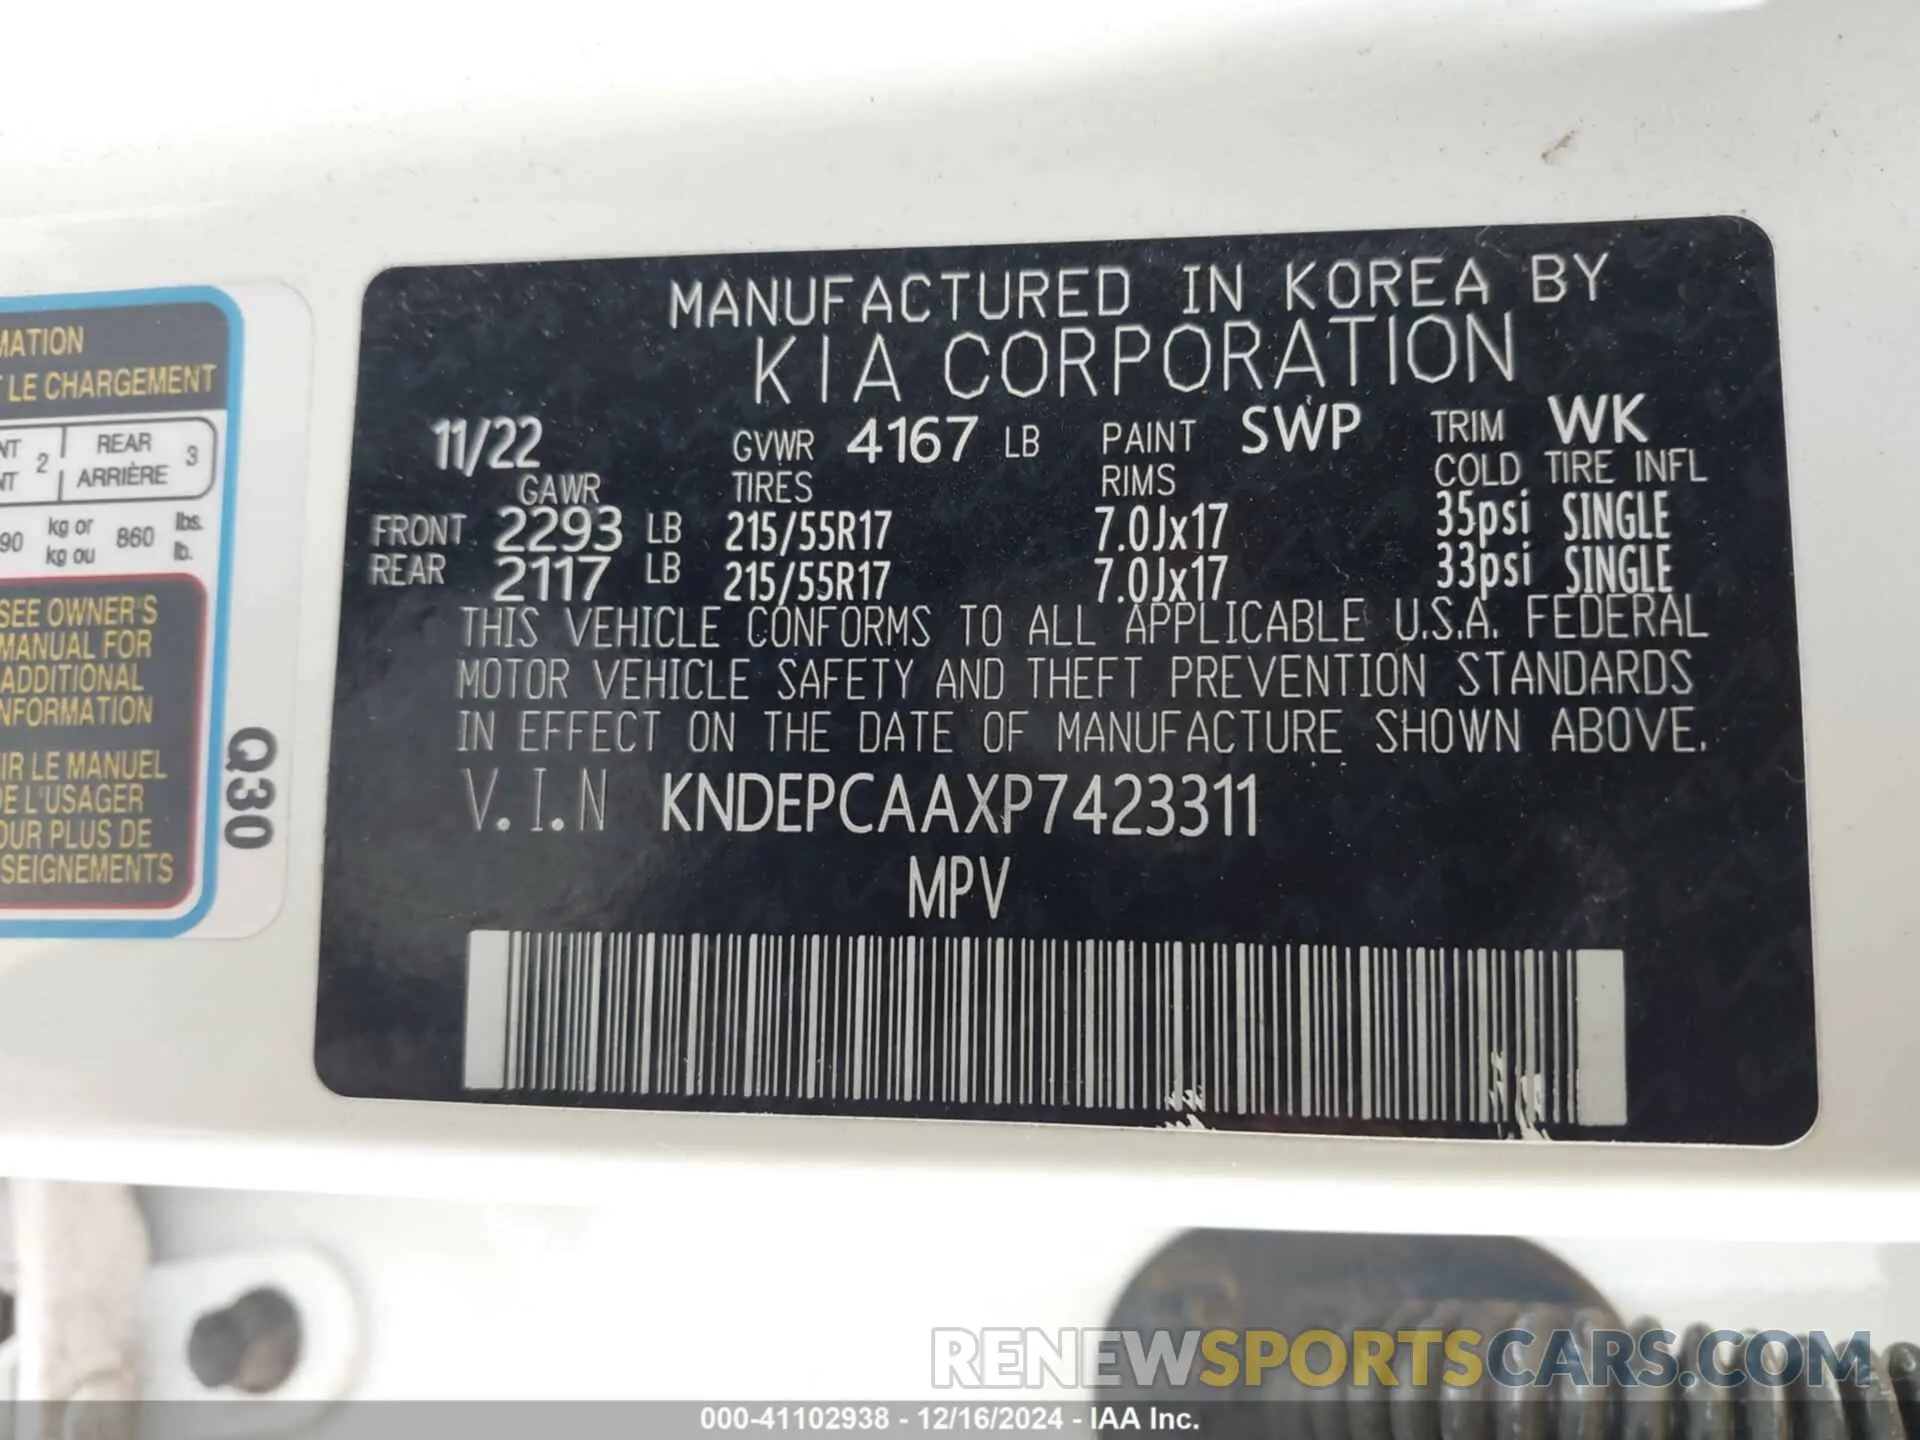 MANUFACTURED IN KOREA BY
KIA CORPORATION
11/22 GVWR 4167 LB PAINT SWP TRIM WK
GAWR TIRES RIMS COLD TIRE INFL
FRONT 2293 LB 215/55R17 7.0Jx17 35psi SINGLE
REAR 2117 LB 215/55R17 7.0Jx17 33psi SINGLE
THIS VEHICLE CONFORMS TO ALL APPLICABLE U.S.A. FEDERAL
MOTOR VEHICLE SAFETY AND THEFT PREVENTION STANDARDS
IN EFFECT ON THE DATE OF MANUFACTURE SHOWN ABOVE.
V.I.N KNDEPCAAXP7423311
MPV
MATION
LE CHARGEMENT
NT 2 REAR 3
NT ARRIÈRE
90 kg or 860 lbs.
kg ou lb.
SEE OWNER'S
MANUAL FOR
ADDITIONAL
NFORMATION
IR LE MANUEL
DE L'USAGER
OUR PLUS DE
SEIGNEMENTS
Q30
RENEWSPORTSCARS.COM
000-41102938 - 12/16/2024 - IAA Inc.